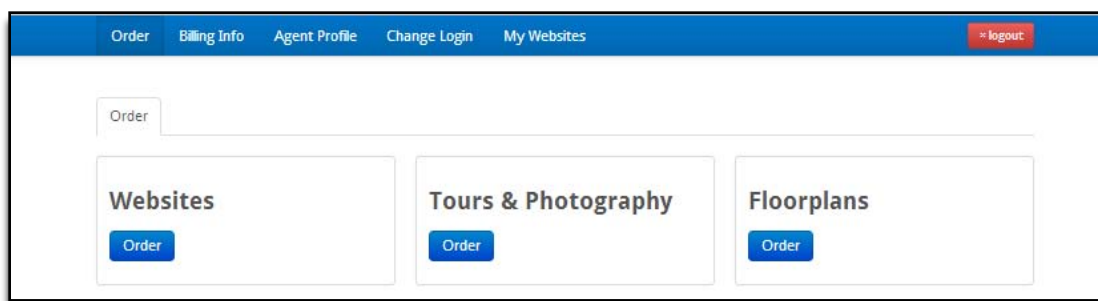 Order Billing Info Agent Profile Change Login My Websites × logout
Order
Websites Tours & Photography Floorplans
Order Order Order